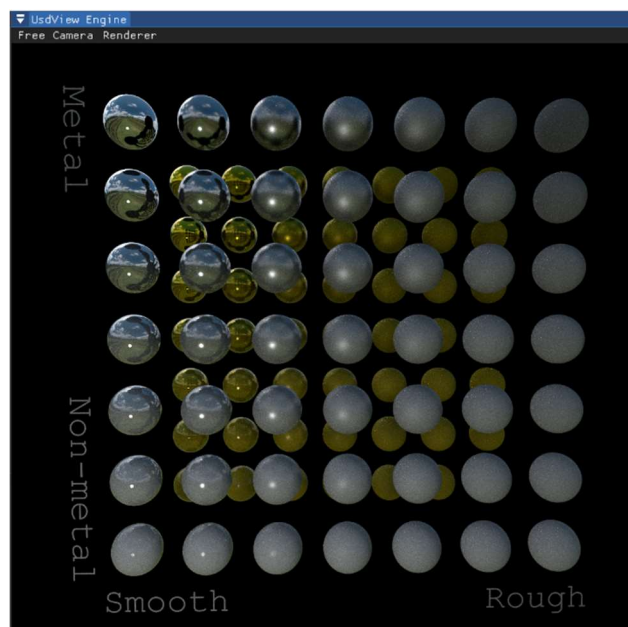 UsdView Engine
Free Camera Renderer
Metal
Non-metal
Smooth
Rough